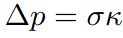 Δp = σκ